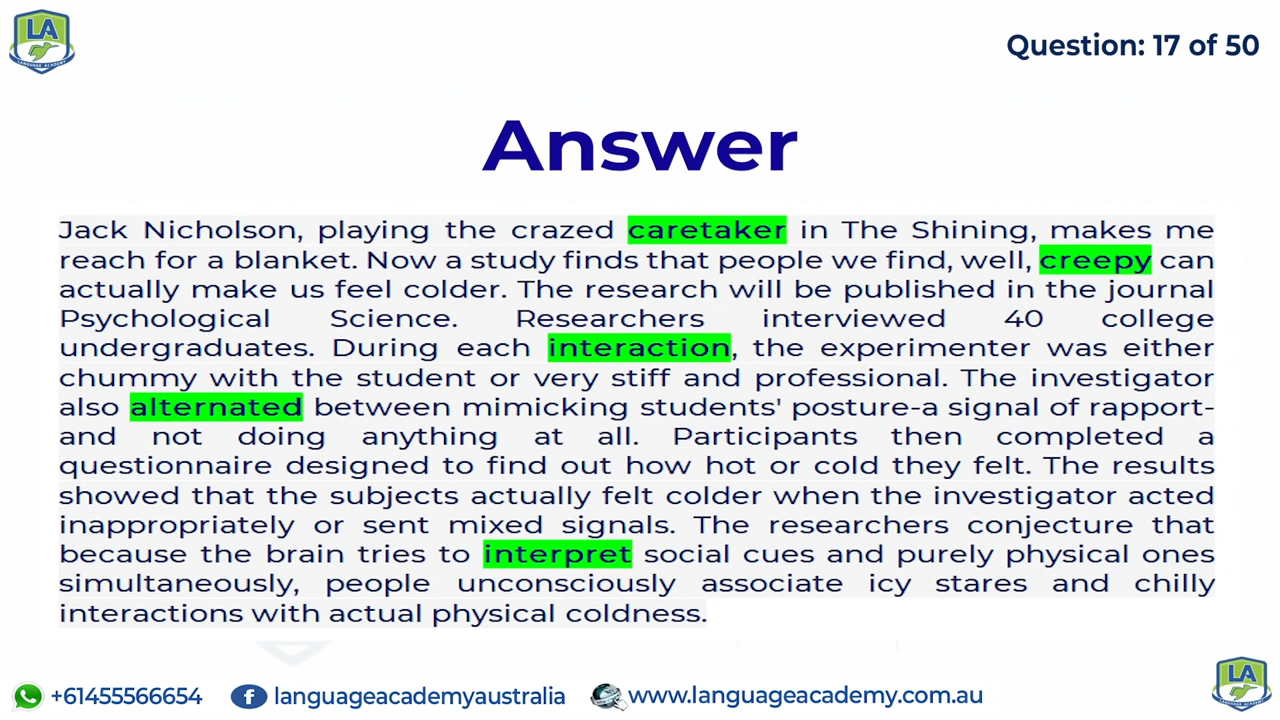 LA
LANGUAGE ACADEMY
Question: 17 of 50
Answer
Jack Nicholson, playing the crazed caretaker in The Shining, makes me
reach for a blanket. Now a study finds that people we find, well, creepy can
actually make us feel colder. The research will be published in the journal
Psychological Science. Researchers interviewed 40 college
undergraduates. During each interaction, the experimenter was either
chummy with the student or very stiff and professional. The investigator
also alternated between mimicking students' posture-a signal of rapport-
and not doing anything at all. Participants then completed a
questionnaire designed to find out how hot or cold they felt. The results
showed that the subjects actually felt colder when the investigator acted
inappropriately or sent mixed signals. The researchers conjecture that
because the brain tries to interpret social cues and purely physical ones
simultaneously, people unconsciously associate icy stares and chilly
interactions with actual physical coldness.
+61455566654
languageacademyaustralia
www.languageacademy.com.au
LA
LANGUAGE ACADEMY